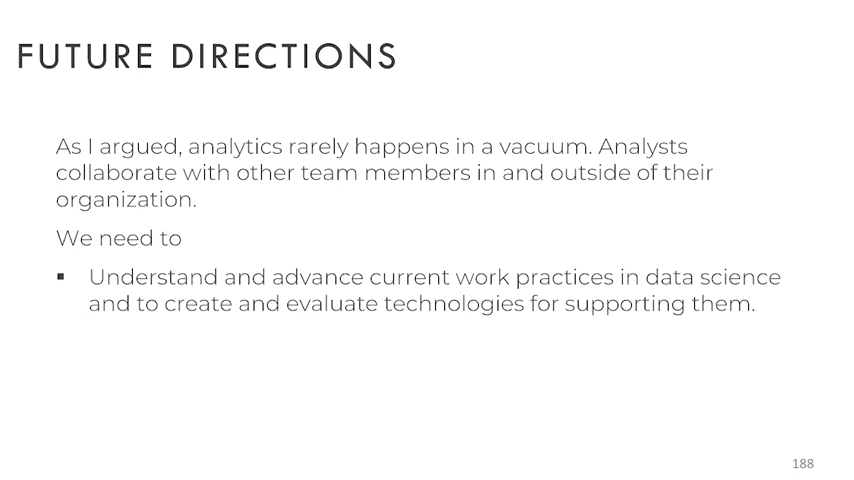 FUTURE DIRECTIONS
As I argued, analytics rarely happens in a vacuum. Analysts
collaborate with other team members in and outside of their
organization.
We need to
▪ Understand and advance current work practices in data science
and to create and evaluate technologies for supporting them.
188